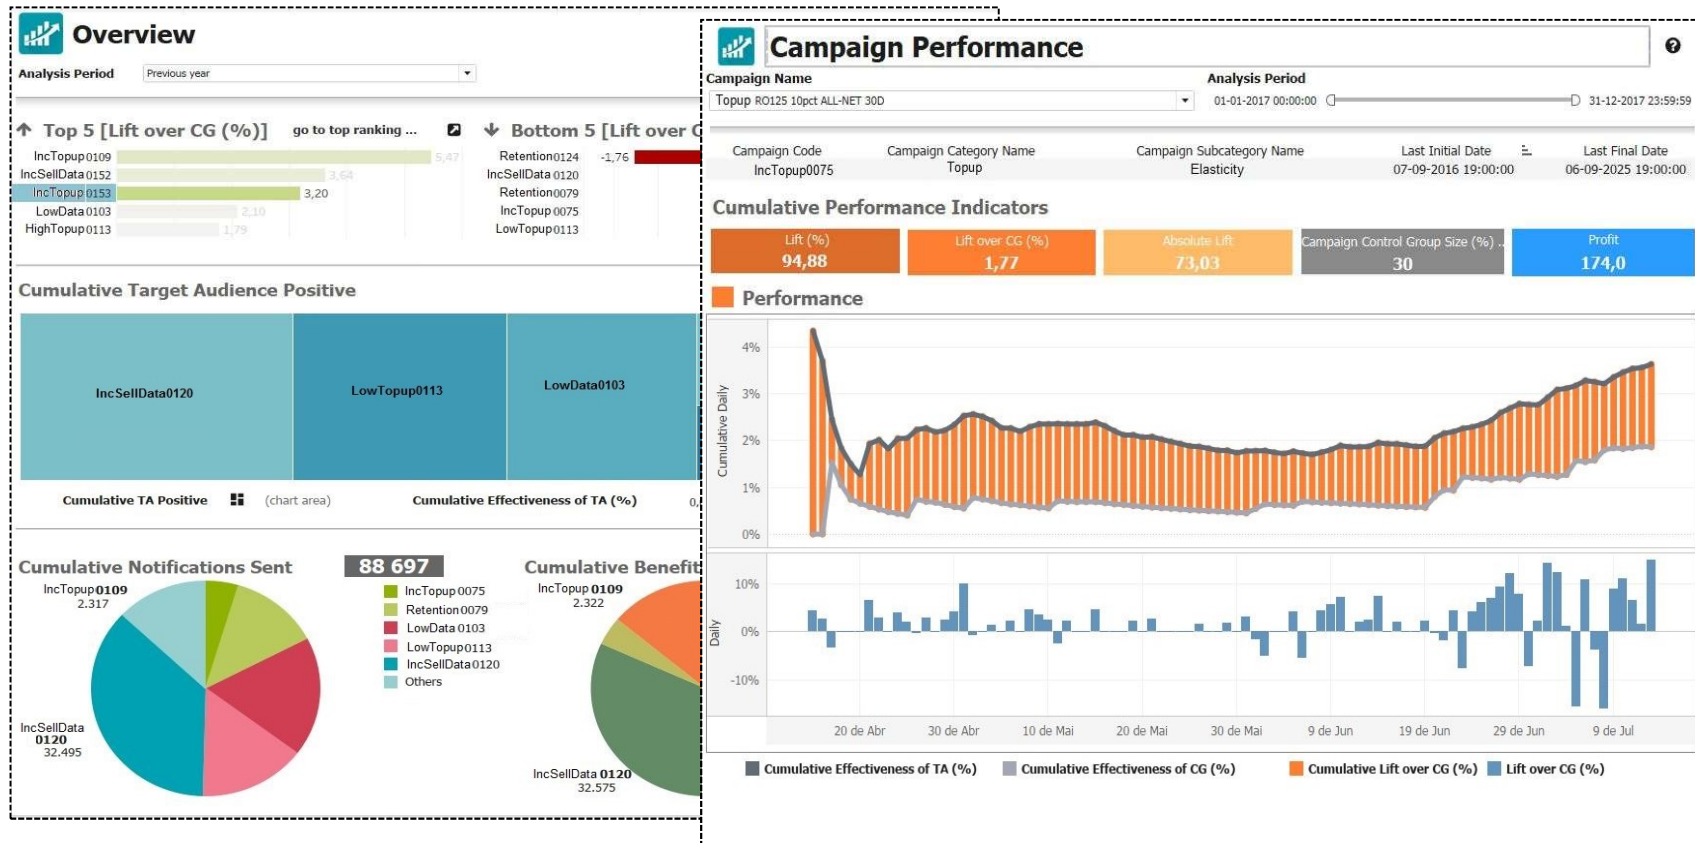 Overview
Analysis Period Previous year
Top 5 [Lift over CG (%)] go to top ranking ...
IncTopup0109 5,47
IncSellData0152 3,64
IncTopup0153 3,20
LowData0103 2,10
HighTopup0113 1,79
Bottom 5 [Lift over C
Retention0124 -1,76
IncSellData0120
Retention0079
IncTopup0075
LowTopup0113
Cumulative Target Audience Positive
IncSellData0120 LowTopup0113 LowData0103
Cumulative TA Positive (chart area) Cumulative Effectiveness of TA (%) 0,
Cumulative Notifications Sent 88 697
IncTopup0109
2.317
IncSellData
0120
32.495
IncTopup0075
Retention0079
LowData0103
LowTopup0113
IncSellData0120
Others
Cumulative Benefit
IncTopup0109
2.322
IncSellData0120
32.575
Campaign Performance ?
Campaign Name Analysis Period
Topup RO125 10pct ALL-NET 30D 01-01-2017 00:00:00 31-12-2017 23:59:59
Campaign Code Campaign Category Name Campaign Subcategory Name Last Initial Date Last Final Date
IncTopup0075 Topup Elasticity 07-09-2016 19:00:00 06-09-2025 19:00:00
Cumulative Performance Indicators
Lift (%) Lift over CG (%) Absolute Lift Campaign Control Group Size (%) .. Profit
94,88 1,77 73,03 30 174,0
Performance
Cumulative Daily
4%
3%
2%
1%
0%
Daily
10%
0%
-10%
20 de Abr 30 de Abr 10 de Mai 20 de Mai 30 de Mai 9 de Jun 19 de Jun 29 de Jun 9 de Jul
Cumulative Effectiveness of TA (%) Cumulative Effectiveness of CG (%) Cumulative Lift over CG (%) Lift over CG (%)